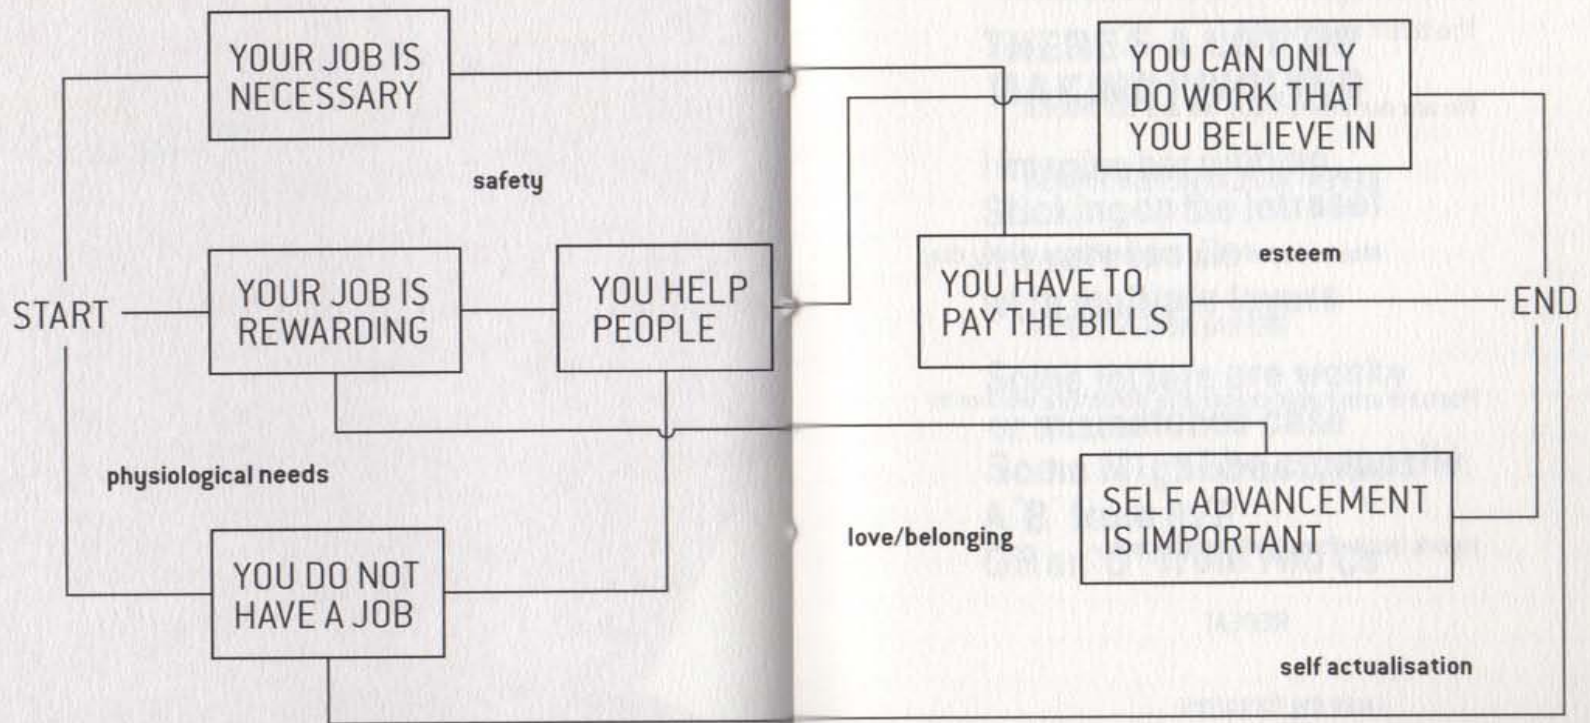 YOUR JOB IS
NECESSARY
safety
START
YOUR JOB IS
REWARDING
YOU HELP
PEOPLE
physiological needs
YOU DO NOT
HAVE A JOB
YOU CAN ONLY
DO WORK THAT
YOU BELIEVE IN
esteem
YOU HAVE TO
PAY THE BILLS
END
love/belonging
SELF ADVANCEMENT
IS IMPORTANT
self actualisation